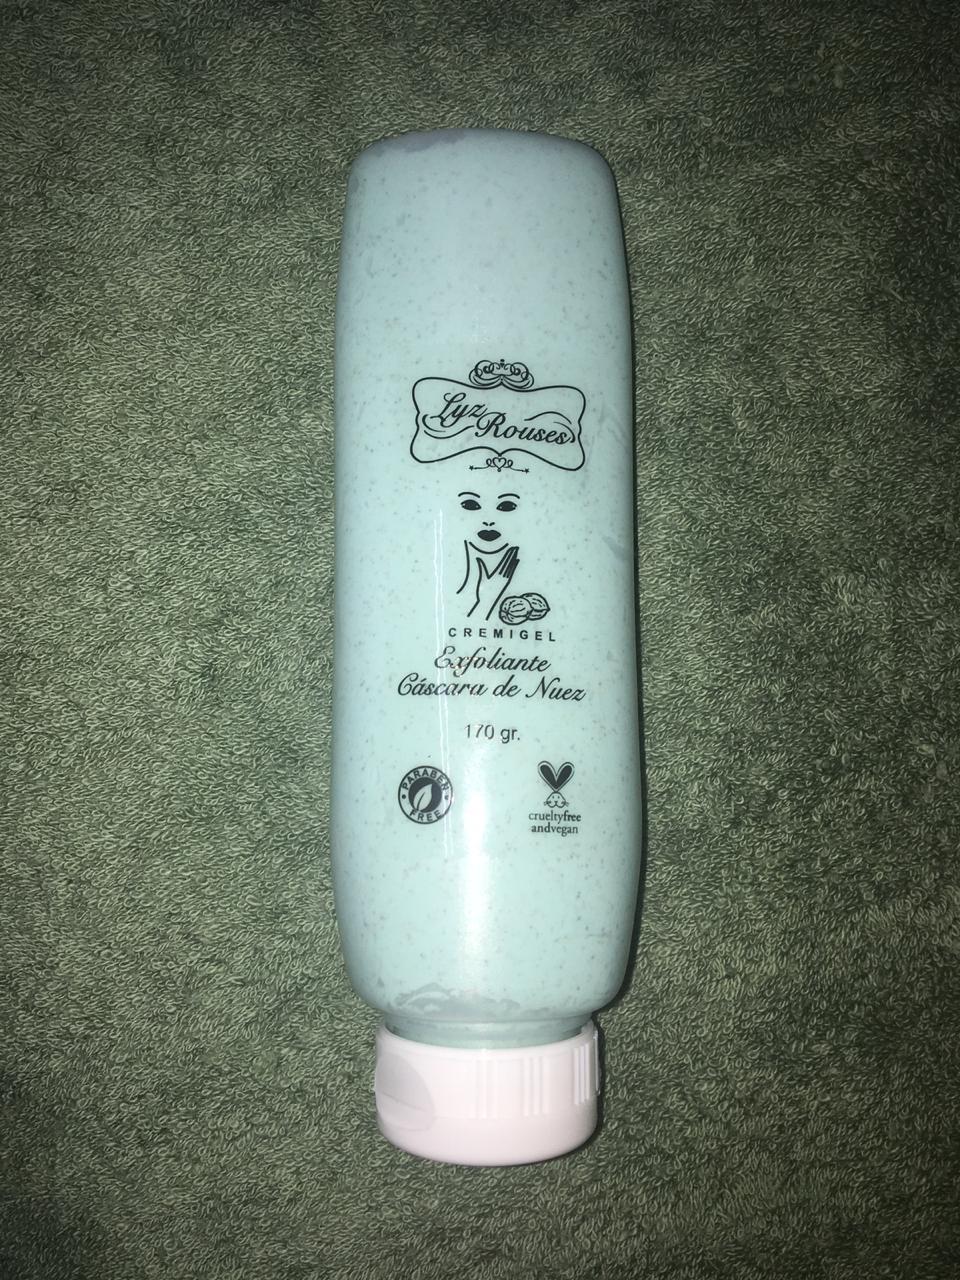 Lyz
Rouses
CREMIGEL
Exfoliante
Cáscara de Nuez
170 gr.
PARABEN
FREE
crueltyfree
andvegan